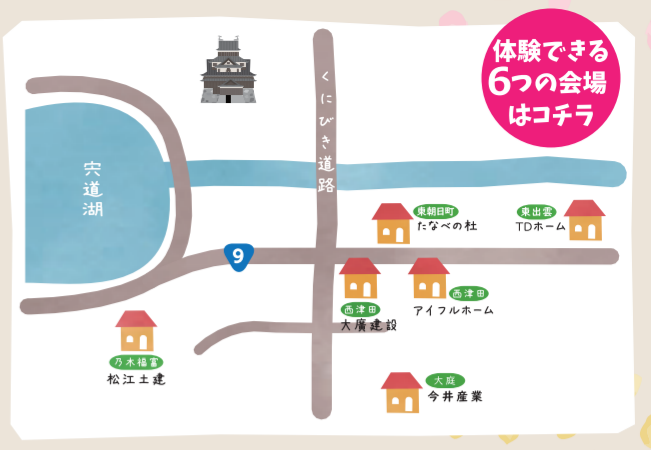 体験できる
6つの会場
はコチラ
くにびき道路
宍道湖
東朝日町
たなべの杜
東出雲
TDホーム
9
西津田
大廣建設
西津田
アイフルホーム
乃木福富
松江土建
大庭
今井産業